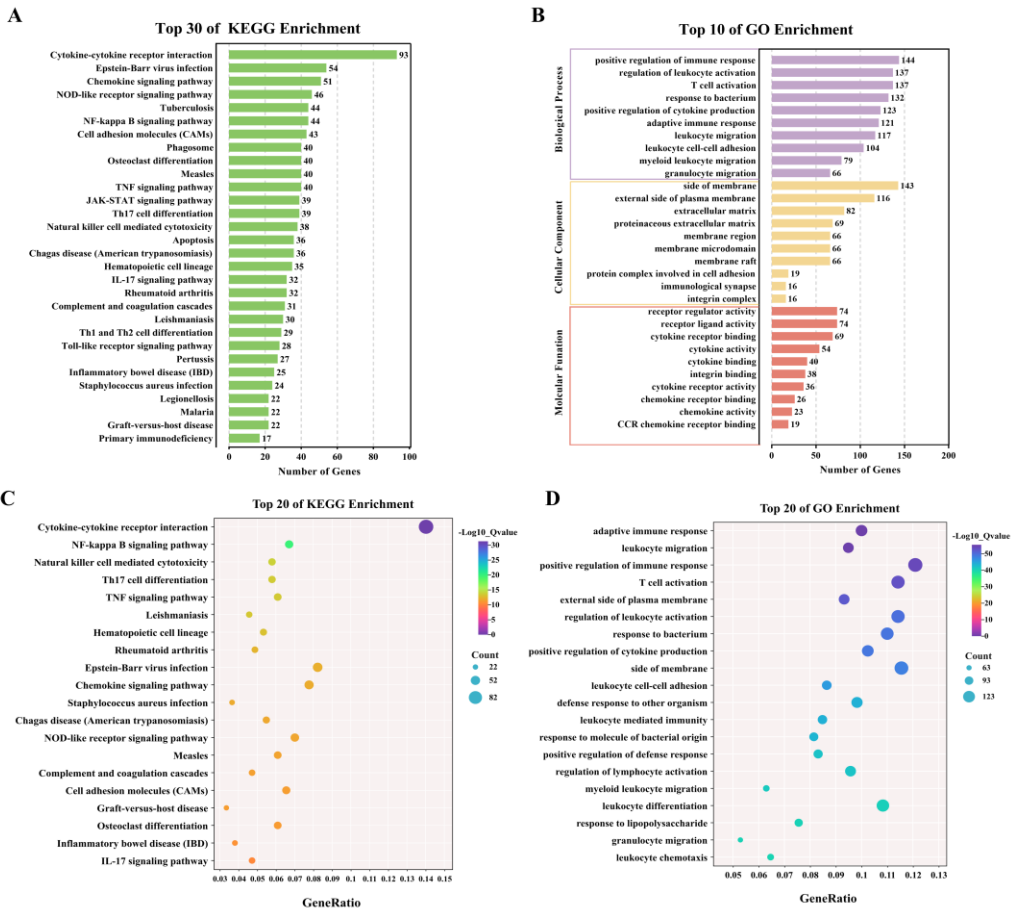 A
Top 30 of KEGG Enrichment
Cytokine-cytokine receptor interaction 93
Epstein-Barr virus infection 54
Chemokine signaling pathway 51
NOD-like receptor signaling pathway 46
Tuberculosis 44
NF-kappa B signaling pathway 44
Cell adhesion molecules (CAMs) 43
Phagosome 40
Osteoclast differentiation 40
Measles 40
TNF signaling pathway 40
JAK-STAT signaling pathway 39
Th17 cell differentiation 39
Natural killer cell mediated cytotoxicity 38
Apoptosis 36
Chagas disease (American trypanosomiasis) 36
Hematopoietic cell lineage 35
IL-17 signaling pathway 32
Rheumatoid arthritis 32
Complement and coagulation cascades 31
Leishmaniasis 30
Th1 and Th2 cell differentiation 29
Toll-like receptor signaling pathway 28
Pertussis 27
Inflammatory bowel disease (IBD) 25
Staphylococcus aureus infection 24
Legionellosis 22
Malaria 22
Graft-versus-host disease 22
Primary immunodeficiency 17
0 20 40 60 80 100
Number of Genes
B
Top 10 of GO Enrichment
Biological Process
positive regulation of immune response 144
regulation of leukocyte activation 137
T cell activation 137
response to bacterium 132
positive regulation of cytokine production 123
adaptive immune response 121
leukocyte migration 117
leukocyte cell-cell adhesion 104
myeloid leukocyte migration 79
granulocyte migration 66
Cellular Component
side of membrane 143
external side of plasma membrane 116
extracellular matrix 82
proteinaceous extracellular matrix 69
membrane region 66
membrane microdomain 66
membrane raft 66
protein complex involved in cell adhesion 19
immunological synapse 16
integrin complex 16
Molcular Funation
receptor regulator activity 74
receptor ligand activity 74
cytokine receptor binding 69
cytokine activity 54
cytokine binding 40
integrin binding 38
cytokine receptor activity 36
chemokine receptor binding 26
chemokine activity 23
CCR chemokine receptor binding 19
0 50 100 150 200
Number of Genes
C
Top 20 of KEGG Enrichment
Cytokine-cytokine receptor interaction
NF-kappa B signaling pathway
Natural killer cell mediated cytotoxicity
Th17 cell differentiation
TNF signaling pathway
Leishmaniasis
Hematopoietic cell lineage
Rheumatoid arthritis
Epstein-Barr virus infection
Chemokine signaling pathway
Staphylococcus aureus infection
Chagas disease (American trypanosomiasis)
NOD-like receptor signaling pathway
Measles
Complement and coagulation cascades
Cell adhesion molecules (CAMs)
Graft-versus-host disease
Osteoclast differentiation
Inflammatory bowel disease (IBD)
IL-17 signaling pathway
0.03 0.04 0.05 0.06 0.07 0.08 0.09 0.1 0.11 0.12 0.13 0.14 0.15
GeneRatio
-Log10_Qvalue
30
25
20
15
10
5
0
Count
22
52
82
D
Top 20 of GO Enrichment
adaptive immune response
leukocyte migration
positive regulation of immune response
T cell activation
external side of plasma membrane
regulation of leukocyte activation
response to bacterium
positive regulation of cytokine production
side of membrane
leukocyte cell-cell adhesion
defense response to other organism
leukocyte mediated immunity
response to molecule of bacterial origin
positive regulation of defense response
regulation of lymphocyte activation
myeloid leukocyte migration
leukocyte differentiation
response to lipopolysaccharide
granulocyte migration
leukocyte chemotaxis
0.05 0.06 0.07 0.08 0.09 0.1 0.11 0.12 0.13
GeneRatio
-Log10_Qvalue
50
40
30
20
10
0
Count
63
93
123